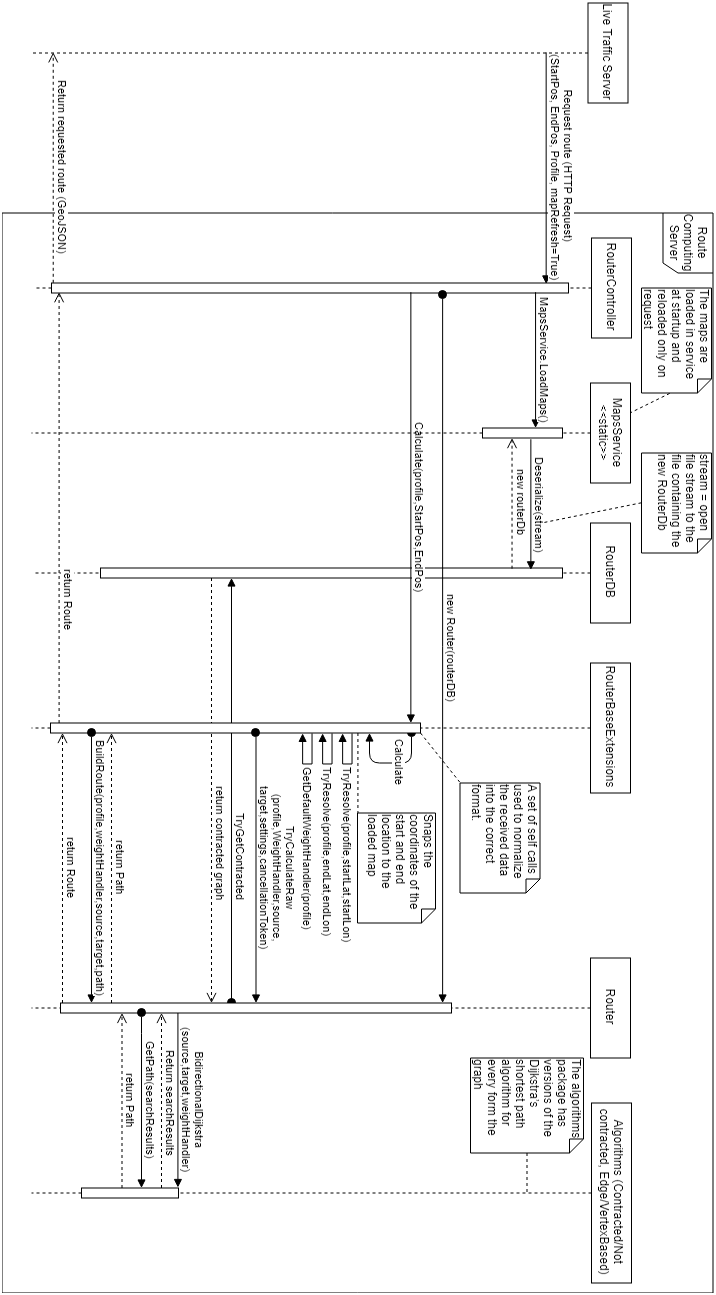 Live Traffic Server
Route
Computing
Server
RouterController
The maps are
loaded in service
at startup and
reloaded only on
request
MapsService
<<static>>
stream = open
file stream to the
file containing the
new RouterDb
RouterDB
RouterBaseExtensions
Router
Algorithms (Contracted/Not
contracted, Edge/VertexBased)
Request route (HTTP Request)
(StartPos, EndPos, Profile, mapRefresh=True)
MapsService.LoadMaps()
Deserialize(stream)
new routerDb
new Router(routerDB)
Calculate(profile,StartPos,EndPos)
A set of self calls
used to normalize
the received data
into the correct
format.
Calculate
Snaps the
coordinates of the
start and end
location to the
loaded map
TryResolve(profile,startLat,startLon)
TryResolve(profile,endLat,endLon)
GetDefaultWeightHandler(profile)
TryCalculateRaw
(profile,WeightHandler,source,
target,settings,cancellationToken)
TryGetContracted
return contracted graph
The algorithms
package has
versions of the
Dijkstra's
shortest path
algorithm for
every form the
graph
BidirectionalDijkstra
(source,target,weightHandler)
Return searchResults
GetPath(searchResults)
return Path
return Path
BuildRoute(profile,weightHandler,source,target,path)
return Route
return Route
Return requested route (GeoJSON)